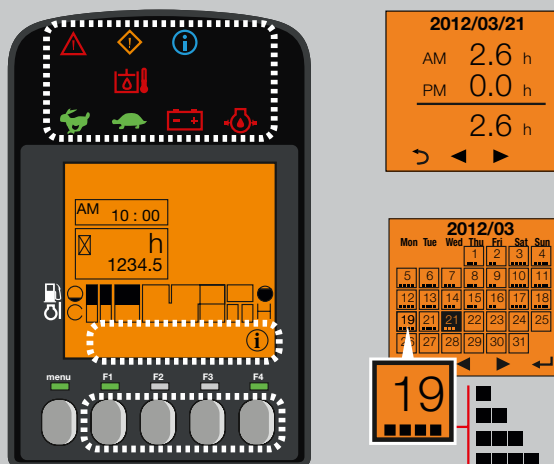 AM 10 : 00
h
1234.5
C H
i
menu F1 F2 F3 F4
2012/03/21
AM 2.6 h
PM 0.0 h
2.6 h
2012/03
Mon Tue Wed Thu Fri Sat Sun
1 2 3 4
5 6 7 8 9 10 11
12 13 14 15 16 17 18
19 21 21 22 23 24 25
26 27 28 29 30 31
19